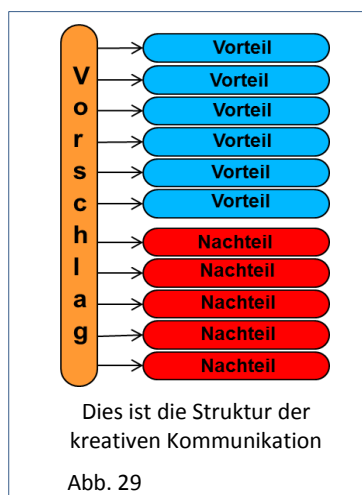 Vorschlag
Vorteil
Vorteil
Vorteil
Vorteil
Vorteil
Vorteil
Nachteil
Nachteil
Nachteil
Nachteil
Nachteil
Dies ist die Struktur der
kreativen Kommunikation
Abb. 29